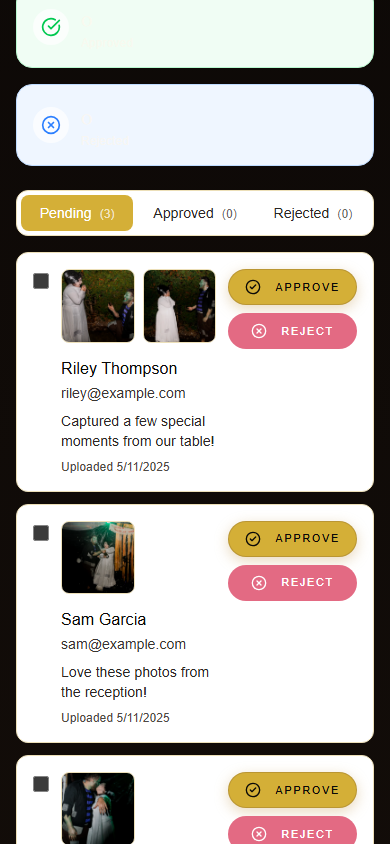 Pending (3) Approved (0) Rejected (0)
APPROVE
REJECT
Riley Thompson
riley@example.com
Captured a few special
moments from our table!
Uploaded 5/11/2025
APPROVE
REJECT
Sam Garcia
sam@example.com
Love these photos from
the reception!
Uploaded 5/11/2025
APPROVE
REJECT